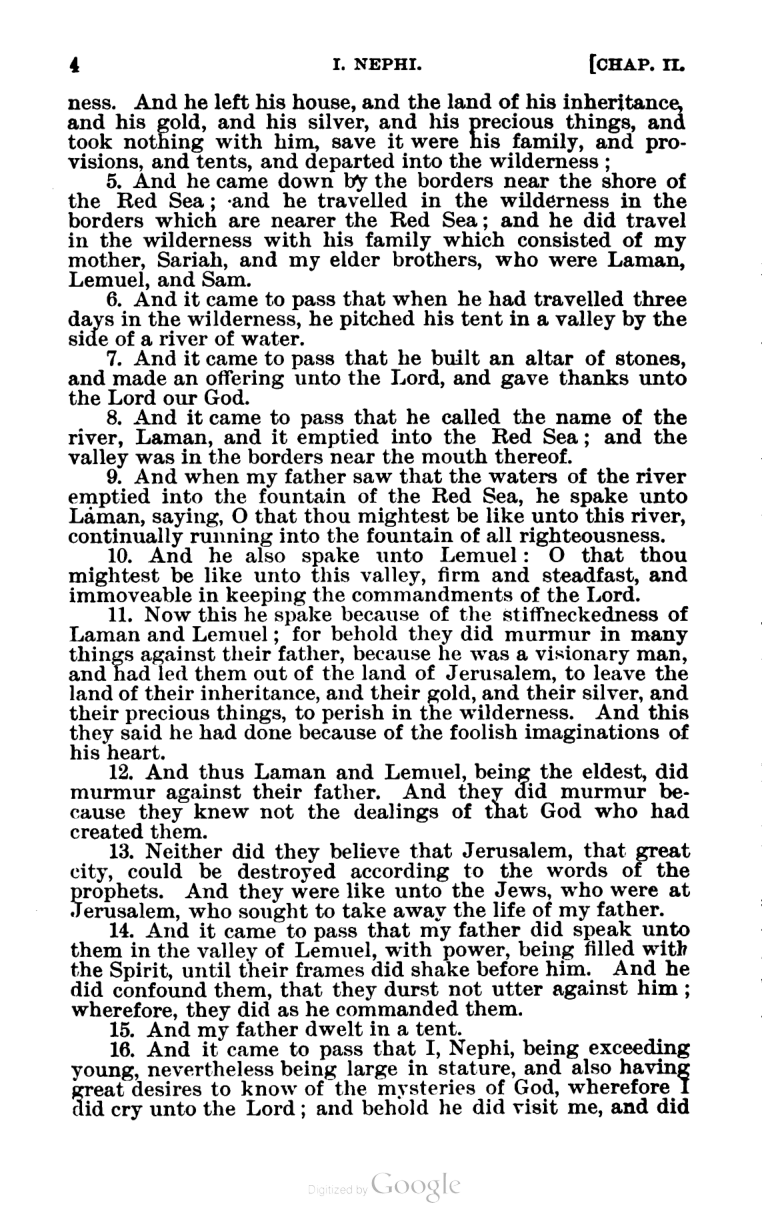 4 I. NEPHI. [CHAP. II.
ness. And he left his house, and the land of his inheritance,
and his gold, and his silver, and his precious things, and
took nothing with him, save it were his family, and pro-
visions, and tents, and departed into the wilderness ;
5. And he came down by the borders near the shore of
the Red Sea ; and he travelled in the wilderness in the
borders which are nearer the Red Sea ; and he did travel
in the wilderness with his family which consisted of my
mother, Sariah, and my elder brothers, who were Laman,
Lemuel, and Sam.
6. And it came to pass that when he had travelled three
days in the wilderness, he pitched his tent in a valley by the
side of a river of water.
7. And it came to pass that he built an altar of stones,
and made an offering unto the Lord, and gave thanks unto
the Lord our God.
8. And it came to pass that he called the name of the
river, Laman, and it emptied into the Red Sea ; and the
valley was in the borders near the mouth thereof.
9. And when my father saw that the waters of the river
emptied into the fountain of the Red Sea, he spake unto
Laman, saying, O that thou mightest be like unto this river,
continually running into the fountain of all righteousness.
10. And he also spake unto Lemuel : O that thou
mightest be like unto this valley, firm and steadfast, and
immoveable in keeping the commandments of the Lord.
11. Now this he spake because of the stiffneckedness of
Laman and Lemuel ; for behold they did murmur in many
things against their father, because he was a visionary man,
and had led them out of the land of Jerusalem, to leave the
land of their inheritance, and their gold, and their silver, and
their precious things, to perish in the wilderness. And this
they said he had done because of the foolish imaginations of
his heart.
12. And thus Laman and Lemuel, being the eldest, did
murmur against their father. And they did murmur be-
cause they knew not the dealings of that God who had
created them.
13. Neither did they believe that Jerusalem, that great
city, could be destroyed according to the words of the
prophets. And they were like unto the Jews, who were at
Jerusalem, who sought to take away the life of my father.
14. And it came to pass that my father did speak unto
them in the valley of Lemuel, with power, being filled with
the Spirit, until their frames did shake before him. And he
did confound them, that they durst not utter against him ;
wherefore, they did as he commanded them.
15. And my father dwelt in a tent.
16. And it came to pass that I, Nephi, being exceeding
young, nevertheless being large in stature, and also having
great desires to know of the mysteries of God, wherefore I
did cry unto the Lord ; and behold he did visit me, and did
Digitized by Google